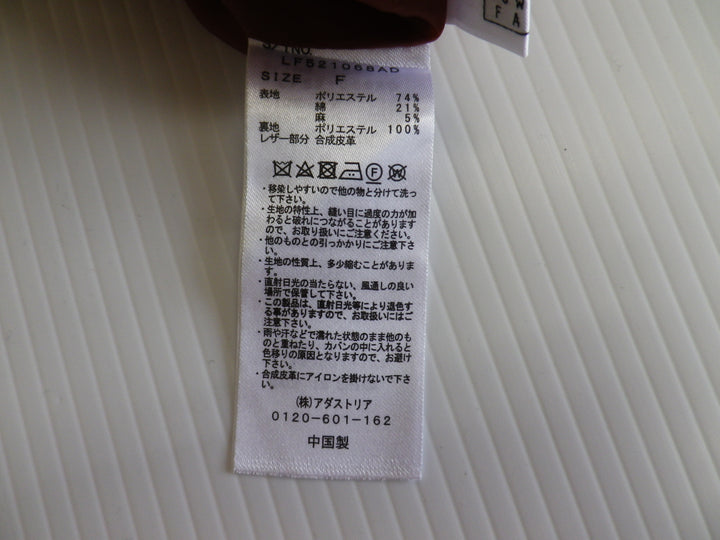 W
F A
S/T NO.
LF521068AD
SIZE F
表地 ポリエステル 74%
綿 21%
麻 5%
裏地 ポリエステル 100%
レザー部分 合成皮革
・移染しやすいので他の物と分けて洗っ
て下さい。
・生地の特性上、縫い目に過度の力が加
わると破れにつながることがあります
ので、お取り扱いにご注意ください。
・他のものとの引っかかりにご注意下さ
い。
・生地の性質上、多少縮むことがありま
す。
・直射日光の当たらない、風通しの良い
場所で保管して下さい。
・この製品は、直射日光等により退色す
る事がありますので、お取扱いにはご
注意下さい。
・雨や汗などで濡れた状態のまま他のも
のと重ねたり、カバンの中に入れると
色移りの原因となりますので、お避け
下さい。
・合成皮革にアイロンを掛けないで下さ
い。
(株)アダストリア
0120-601-162
中国製